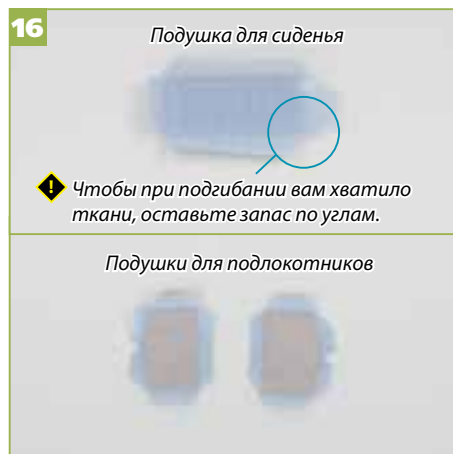 16
Подушка для сиденья
Чтобы при подгибании вам хватило
ткани, оставьте запас по углам.
Подушки для подлокотников